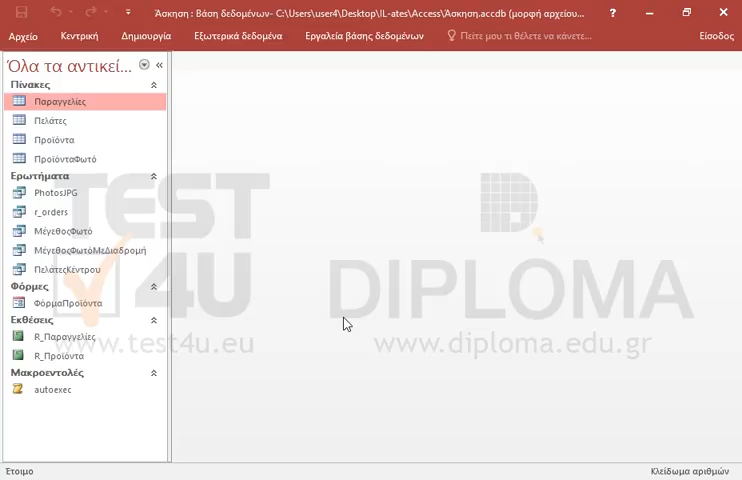 Άσκηση : Βάση δεδομένων- C:\Users\user4\Desktop\IL-ates\Access\Άσκηση.accdb (μορφή αρχείου...
Αρχείο Κεντρική Δημιουργία Εξωτερικά δεδομένα Εργαλεία βάσης δεδομένων Πείτε μου τι θέλετε να κάνετε... Είσοδος
Όλα τα αντικεί...
Πίνακες
Παραγγελίες
Πελάτες
Προϊόντα
ΠροϊόνταΦωτό
Ερωτήματα
PhotosJPG
r_orders
ΜέγεθοςΦωτό
ΜέγεθοςΦωτόΜεΔιαδρομή
ΠελάτεςΚέντρου
Φόρμες
ΦόρμαΠροϊόντα
Εκθέσεις
R_Παραγγελίες
R_Προϊόντα
Μακροεντολές
autoexec
TEST
4U
www.test4u.eu
D
DIPLOMA
www.diploma.edu.gr
Έτοιμο Κλείδωμα αριθμών